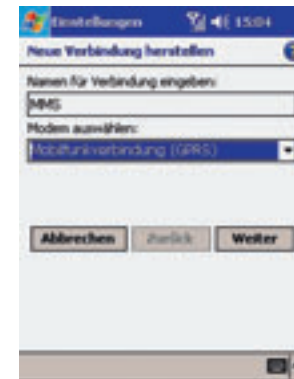 Einstellungen 15:04
Neue Verbindung herstellen
Namen für Verbindung eingeben:
MMS
Modem auswählen:
Mobilfunkverbindung (GPRS)
Abbrechen Zurück Weiter